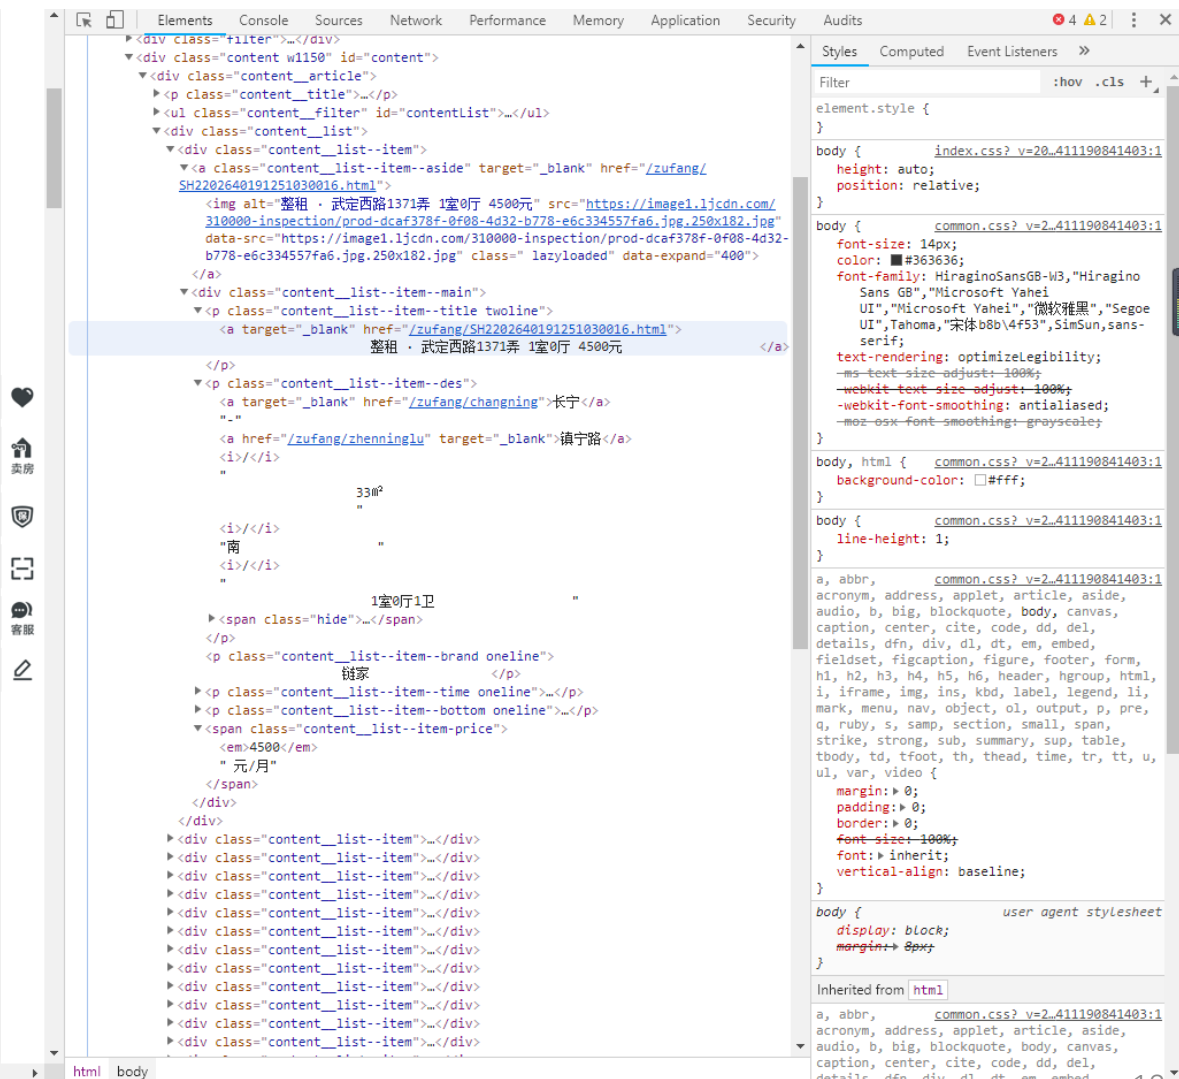 Elements Console Sources Network Performance Memory Application Security Audits 4 2
<div class="filter">…</div>
<div class="content w1150" id="content">
<div class="content__article">
<p class="content__title">…</p>
<ul class="content__filter" id="contentList">…</ul>
<div class="content__list">
<div class="content__list--item">
<a class="content__list--item--aside" target="_blank" href="/zufang/
SH2202640191251030016.html">
<img alt="整租 · 武定西路1371弄 1室0厅 4500元" src="https://image1.ljcdn.com/
310000-inspection/prod-dcaf378f-0f08-4d32-b778-e6c334557fa6.jpg.250x182.jpg"
data-src="https://image1.ljcdn.com/310000-inspection/prod-dcaf378f-0f08-4d32-
b778-e6c334557fa6.jpg.250x182.jpg" class=" lazyloaded" data-expand="400">
</a>
<div class="content__list--item--main">
<p class="content__list--item--title twoline">
<a target="_blank" href="/zufang/SH2202640191251030016.html">
整租 · 武定西路1371弄 1室0厅 4500元 </a>
</p>
<p class="content__list--item--des">
<a target="_blank" href="/zufang/changning">长宁</a>
"-"
<a href="/zufang/zhenninglu" target="_blank">镇宁路</a>
<i>/</i>
"
33㎡
"
<i>/</i>
"南 "
<i>/</i>
"
1室0厅1卫 "
<span class="hide">…</span>
</p>
<p class="content__list--item--brand oneline">
链家 </p>
<p class="content__list--item--time oneline">…</p>
<p class="content__list--item--bottom oneline">…</p>
<span class="content__list--item-price">
<em>4500</em>
" 元/月"
</span>
</div>
</div>
<div class="content__list--item">…</div>
<div class="content__list--item">…</div>
<div class="content__list--item">…</div>
<div class="content__list--item">…</div>
<div class="content__list--item">…</div>
<div class="content__list--item">…</div>
<div class="content__list--item">…</div>
<div class="content__list--item">…</div>
<div class="content__list--item">…</div>
<div class="content__list--item">…</div>
<div class="content__list--item">…</div>
<div class="content__list--item">…</div>
html body
卖房
保
客服
Styles Computed Event Listeners »
Filter :hov .cls +
element.style {
}
body { index.css?_v=20…411190841403:1
height: auto;
position: relative;
}
body { common.css?_v=2…411190841403:1
font-size: 14px;
color: #363636;
font-family: HiraginoSansGB-W3,"Hiragino
Sans GB","Microsoft Yahei
UI","Microsoft Yahei","微软雅黑","Segoe
UI",Tahoma,"宋体b8b\4f53",SimSun,sans-
serif;
text-rendering: optimizeLegibility;
-ms-text-size-adjust: 100%;
-webkit-text-size-adjust: 100%;
-webkit-font-smoothing: antialiased;
-moz-osx-font-smoothing: grayscale;
}
body, html { common.css?_v=2…411190841403:1
background-color: #fff;
}
body { common.css?_v=2…411190841403:1
line-height: 1;
}
a, abbr, common.css?_v=2…411190841403:1
acronym, address, applet, article, aside,
audio, b, big, blockquote, body, canvas,
caption, center, cite, code, dd, del,
details, dfn, div, dl, dt, em, embed,
fieldset, figcaption, figure, footer, form,
h1, h2, h3, h4, h5, h6, header, hgroup, html,
i, iframe, img, ins, kbd, label, legend, li,
mark, menu, nav, object, ol, output, p, pre,
q, ruby, s, samp, section, small, span,
strike, strong, sub, summary, sup, table,
tbody, td, tfoot, th, thead, time, tr, tt, u,
ul, var, video {
margin: 0;
padding: 0;
border: 0;
font-size: 100%;
font: inherit;
vertical-align: baseline;
}
body { user agent stylesheet
display: block;
margin: 8px;
}
Inherited from html
a, abbr, common.css?_v=2…411190841403:1
acronym, address, applet, article, aside,
audio, b, big, blockquote, body, canvas,
caption, center, cite, code, dd, del,
details, dfn, div, dl, dt, em, embed,